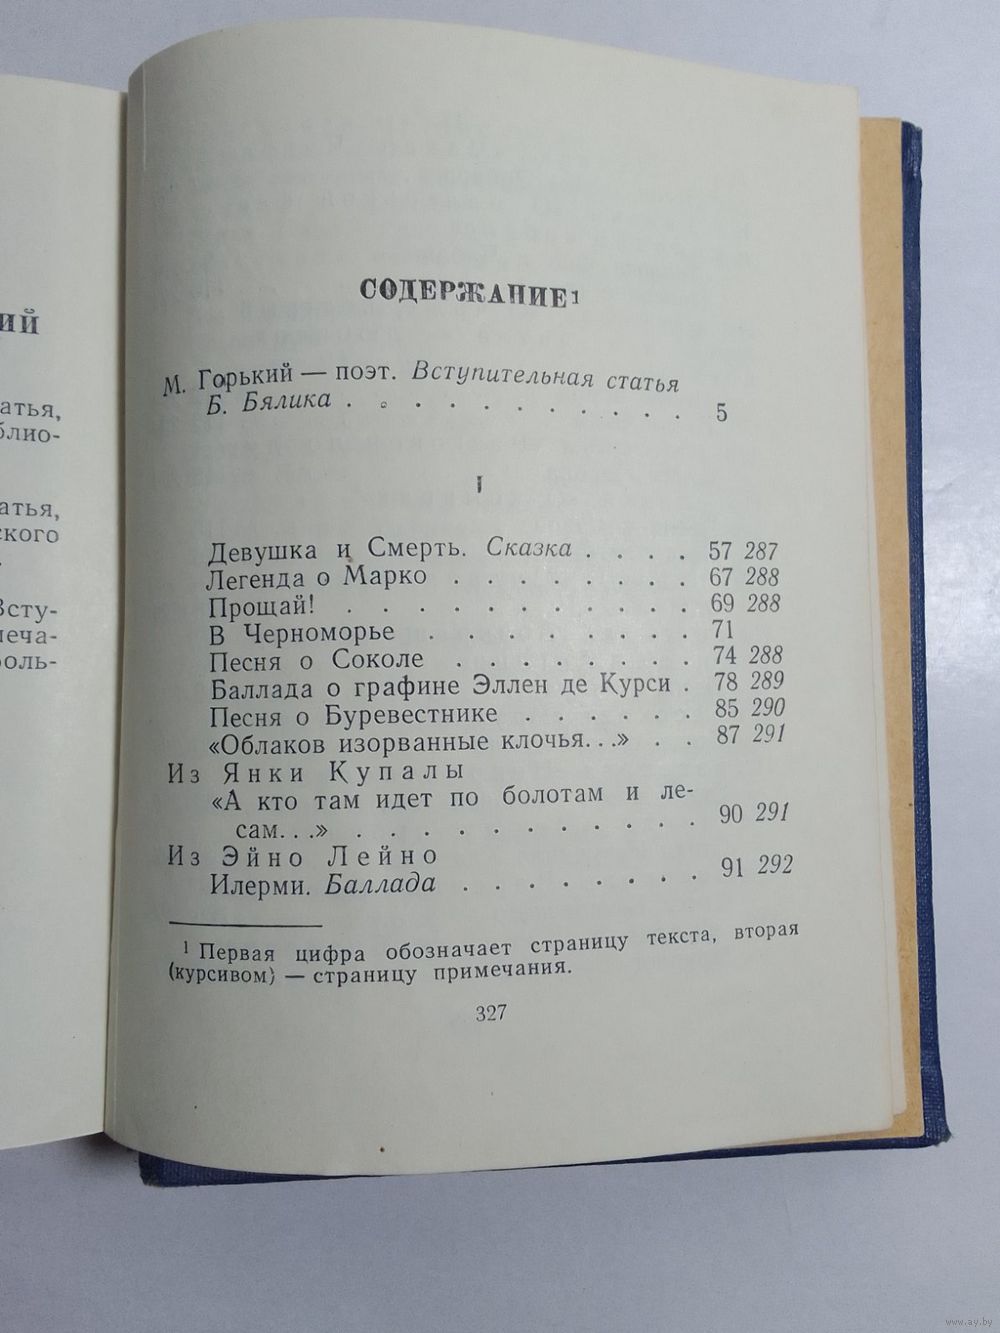 ий
атья,
блио-
атья,
ского
Всту-
меча-
оль-
СОДЕРЖАНИЕ¹
М. Горький — поэт. Вступительная статья
Б. Бялика . . . . . . . . . . . 5
I
Девушка и Смерть. Сказка . . . . 57 287
Легенда о Марко . . . . . . . . . 67 288
Прощай! . . . . . . . . . . . . 69 288
В Черноморье . . . . . . . . . . 71
Песня о Соколе . . . . . . . . . 74 288
Баллада о графине Эллен де Курси . 78 289
Песня о Буревестнике . . . . . . 85 290
«Облаков изорванные клочья...» . . 87 291
Из Янки Купалы
«А кто там идет по болотам и ле-
сам...» . . . . . . . . . . . . 90 291
Из Эйно Лейно
Илерми. Баллада . . . . . . . . 91 292
¹ Первая цифра обозначает страницу текста, вторая
(курсивом) — страницу примечания.
327
www.ay.by